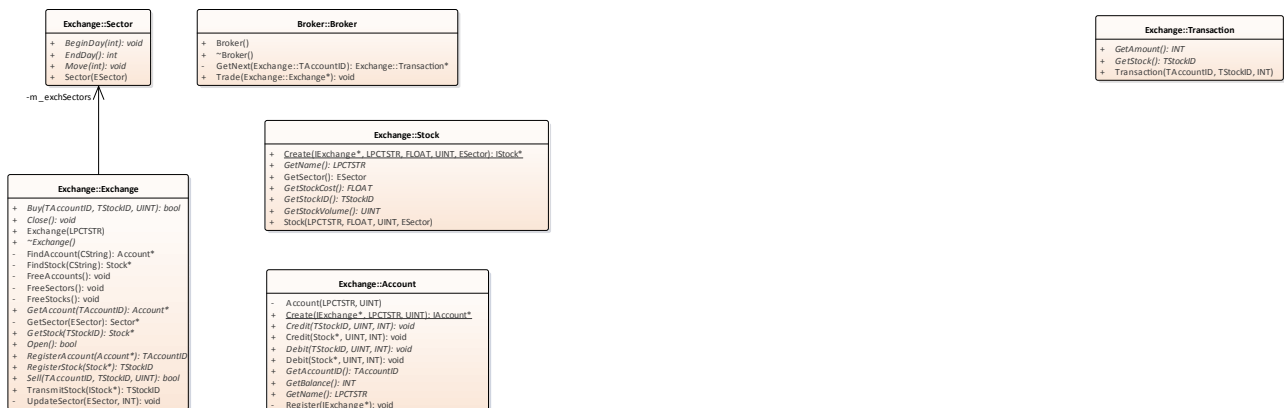 Exchange::Sector
+ BeginDay(int): void
+ EndDay(): int
+ Move(int): void
+ Sector(ESector)
Broker::Broker
+ Broker()
+ ~Broker()
- GetNext(Exchange::TAccountID): Exchange::Transaction*
+ Trade(Exchange::Exchange*): void
Exchange::Transaction
+ GetAmount(): INT
+ GetStock(): TStockID
+ Transaction(TAccountID, TStockID, INT)
-m_exchSectors
Exchange::Stock
+ Create(IExchange*, LPCTSTR, FLOAT, UINT, ESector): IStock*
+ GetName(): LPCTSTR
+ GetSector(): ESector
+ GetStockCost(): FLOAT
+ GetStockID(): TStockID
+ GetStockVolume(): UINT
+ Stock(LPCTSTR, FLOAT, UINT, ESector)
Exchange::Exchange
+ Buy(TAccountID, TStockID, UINT): bool
+ Close(): void
+ Exchange(LPCTSTR)
+ ~Exchange()
- FindAccount(CString): Account*
- FindStock(CString): Stock*
- FreeAccounts(): void
- FreeSectors(): void
- FreeStocks(): void
+ GetAccount(TAccountID): Account*
- GetSector(ESector): Sector*
+ GetStock(TStockID): Stock*
+ Open(): bool
+ RegisterAccount(Account*): TAccountID
+ RegisterStock(Stock*): TStockID
+ Sell(TAccountID, TStockID, UINT): bool
+ TransmitStock(IStock*): TStockID
- UpdateSector(ESector, INT): void
Exchange::Account
- Account(LPCTSTR, UINT)
+ Create(IExchange*, LPCTSTR, UINT): IAccount*
+ Credit(TStockID, UINT, INT): void
+ Credit(Stock*, UINT, INT): void
+ Debit(TStockID, UINT, INT): void
+ Debit(Stock*, UINT, INT): void
+ GetAccountID(): TAccountID
+ GetBalance(): INT
+ GetName(): LPCTSTR
- Register(IExchange*): void